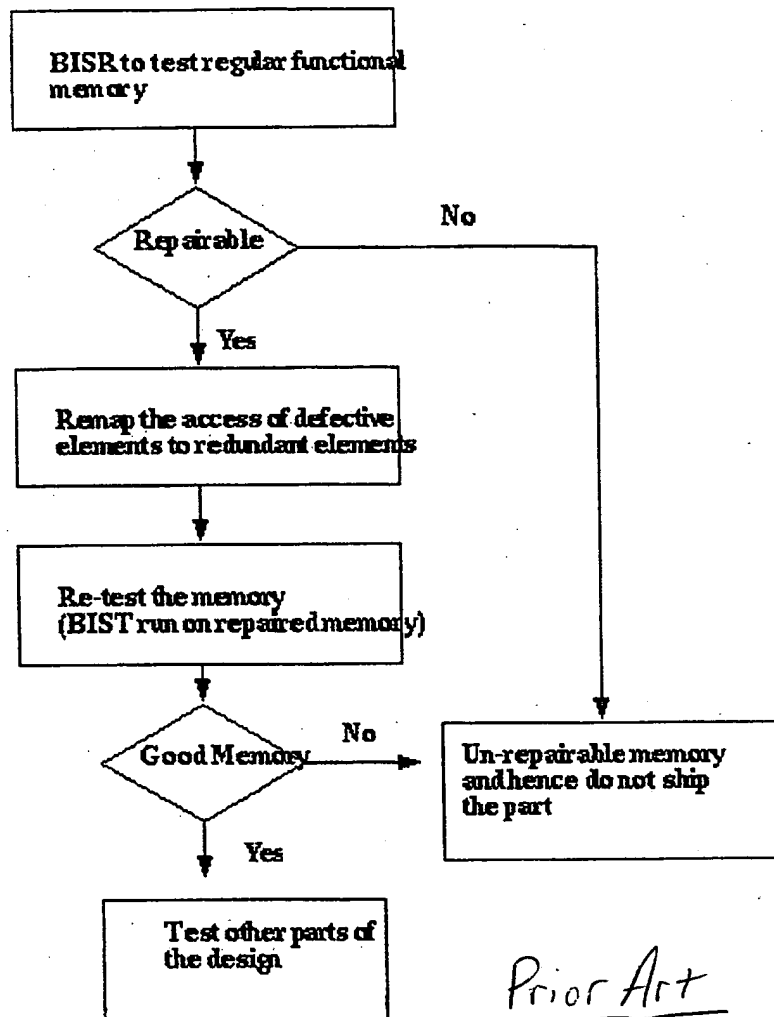 BISR to test regular functional
memory
Repairable
No
Yes
Remap the access of defective
elements to redundant elements
Re-test the memory
(BIST run on repaired memory)
Good Memory
No
Un-repairable memory
and hence do not ship
the part
Yes
Test other parts of
the design
Prior Art